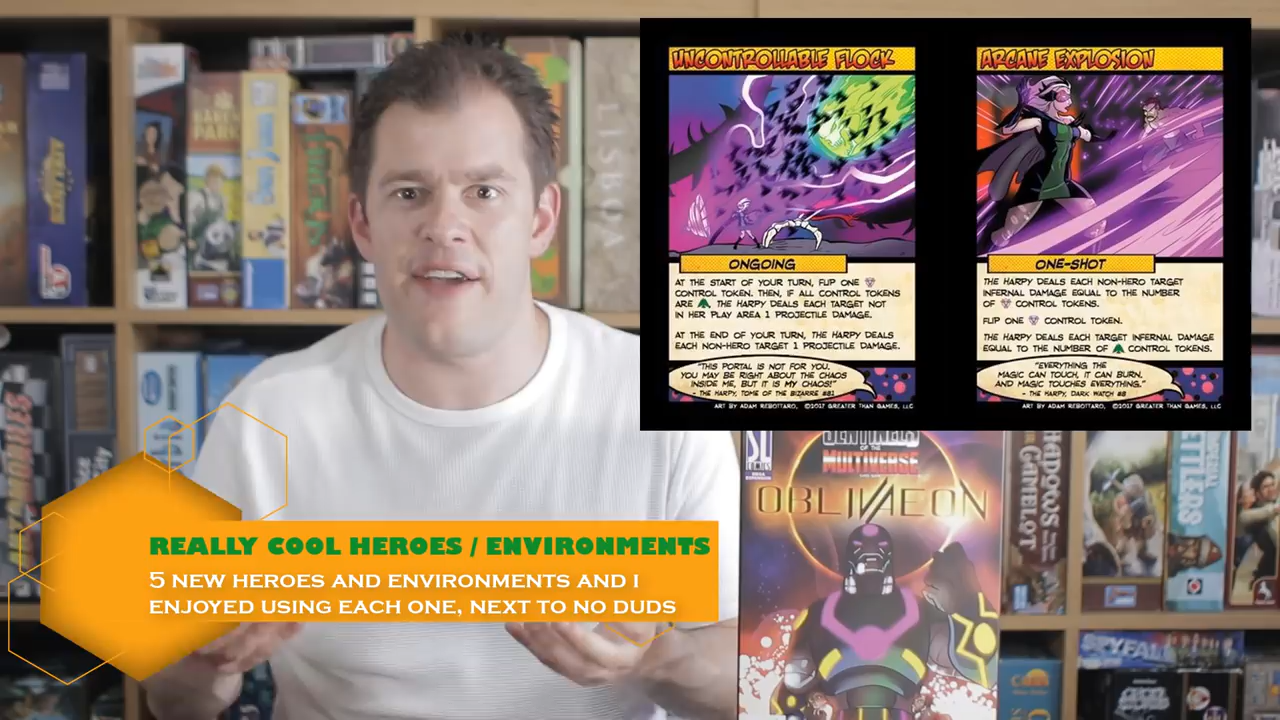 UNCONTROLLABLE FLOCK
ONGOING
AT THE START OF YOUR TURN, FLIP ONE
CONTROL TOKEN. THEN, IF ALL CONTROL TOKENS
ARE , THE HARPY DEALS EACH TARGET NOT
IN HER PLAY AREA 1 PROJECTILE DAMAGE.
AT THE END OF YOUR TURN, THE HARPY DEALS
EACH NON-HERO TARGET 1 PROJECTILE DAMAGE.
"THIS PORTAL IS NOT FOR YOU.
YOU MAY BE RIGHT ABOUT THE CHAOS
INSIDE ME, BUT IT IS MY CHAOS!"
- THE HARPY, TOME OF THE BIZARRE #81
ART BY ADAM REBOTTARO, ©2017 GREATER THAN GAMES, LLC
ARCANE EXPLOSION
ONE-SHOT
THE HARPY DEALS EACH NON-HERO TARGET
INFERNAL DAMAGE EQUAL TO THE NUMBER
OF CONTROL TOKENS.
FLIP ONE CONTROL TOKEN.
THE HARPY DEALS EACH TARGET INFERNAL DAMAGE
EQUAL TO THE NUMBER OF CONTROL TOKENS.
"EVERYTHING THE
MAGIC CAN TOUCH, IT CAN BURN.
AND MAGIC TOUCHES EVERYTHING."
- THE HARPY, DARK WATCH #8
ART BY ADAM REBOTTARO, ©2017 GREATER THAN GAMES, LLC
LISBOA
SENTINELS
OF THE
MULTIVERSE
OBLIVAEON
CAMELOT
SPYFALL
REALLY COOL HEROES / ENVIRONMENTS
5 NEW HEROES AND ENVIRONMENTS AND I
ENJOYED USING EACH ONE, NEXT TO NO DUDS